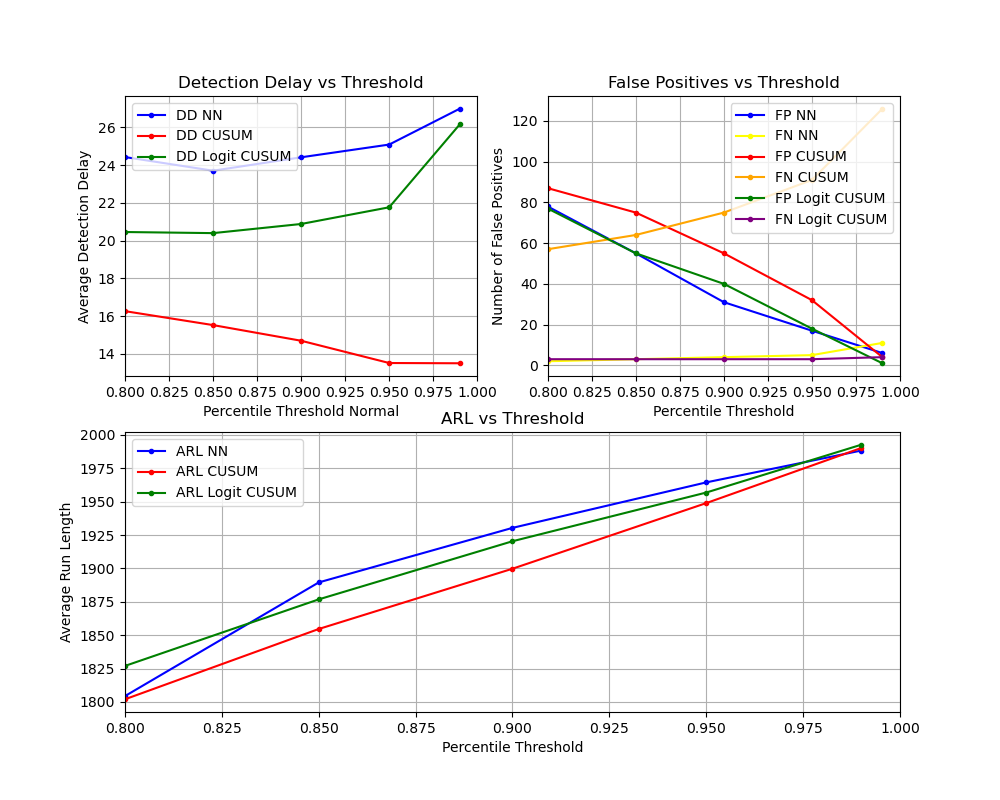 Detection Delay vs Threshold
Average Detection Delay
26
24
22
20
18
16
14
DD NN
DD CUSUM
DD Logit CUSUM
0.800 0.825 0.850 0.875 0.900 0.925 0.950 0.975 1.000
Percentile Threshold Normal
False Positives vs Threshold
Number of False Positives
120
100
80
60
40
20
0
FP NN
FN NN
FP CUSUM
FN CUSUM
FP Logit CUSUM
FN Logit CUSUM
0.800 0.825 0.850 0.875 0.900 0.925 0.950 0.975 1.000
Percentile Threshold
ARL vs Threshold
Average Run Length
2000
1975
1950
1925
1900
1875
1850
1825
1800
ARL NN
ARL CUSUM
ARL Logit CUSUM
0.800 0.825 0.850 0.875 0.900 0.925 0.950 0.975 1.000
Percentile Threshold